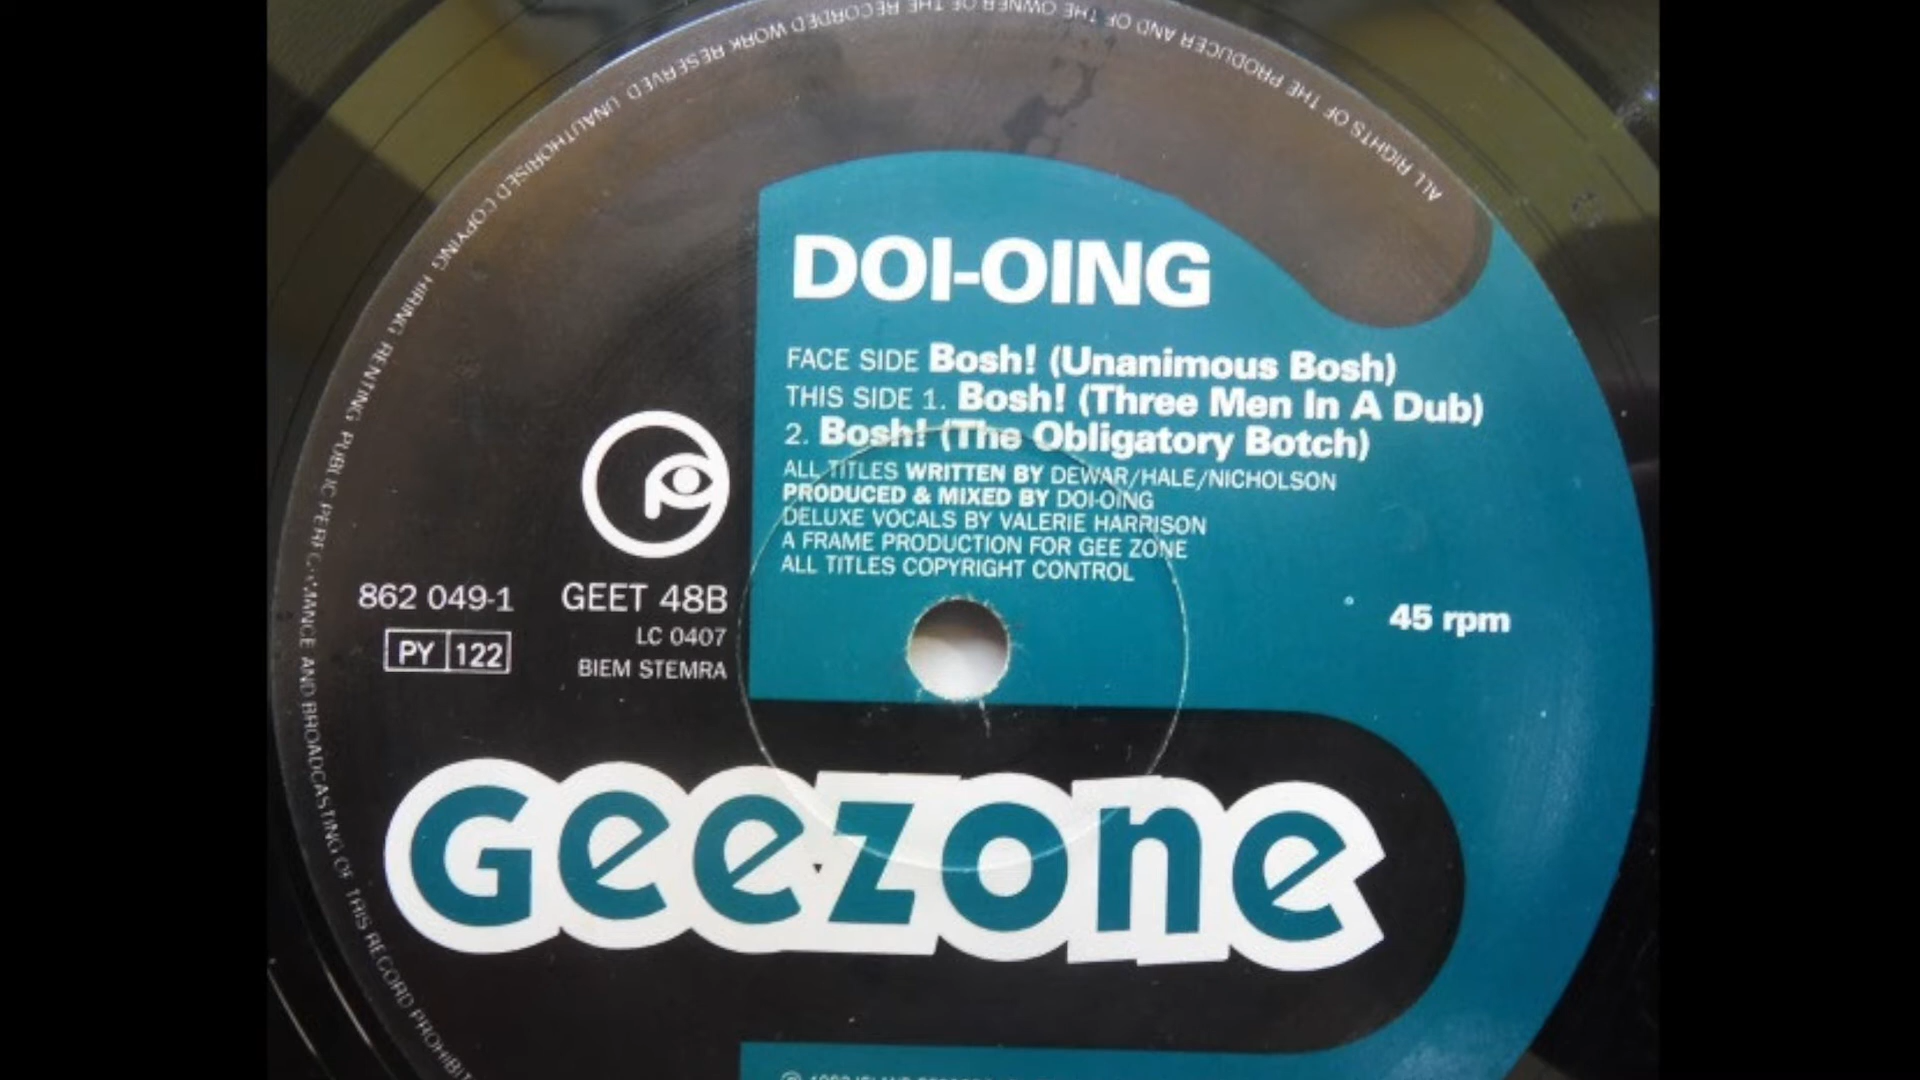 ALL RIGHTS OF THE PRODUCER AND OF THE OWNER OF THE RECORDED WORK RESERVED UNAUTHORISED COPYING HIRING RENTING PUBLIC PERFORMANCE AND BROADCASTING OF THIS RECORD PROHIBIT
DOI-OING
FACE SIDE Bosh! (Unanimous Bosh)
THIS SIDE 1. Bosh! (Three Men In A Dub)
2. Bosh! (The Obligatory Botch)
ALL TITLES WRITTEN BY DEWAR/HALE/NICHOLSON
PRODUCED & MIXED BY DOI-OING
DELUXE VOCALS BY VALERIE HARRISON
A FRAME PRODUCTION FOR GEE ZONE
ALL TITLES COPYRIGHT CONTROL
862 049-1 GEET 48B
LC 0407
PY 122
BIEM STEMRA
45 rpm
Geezone